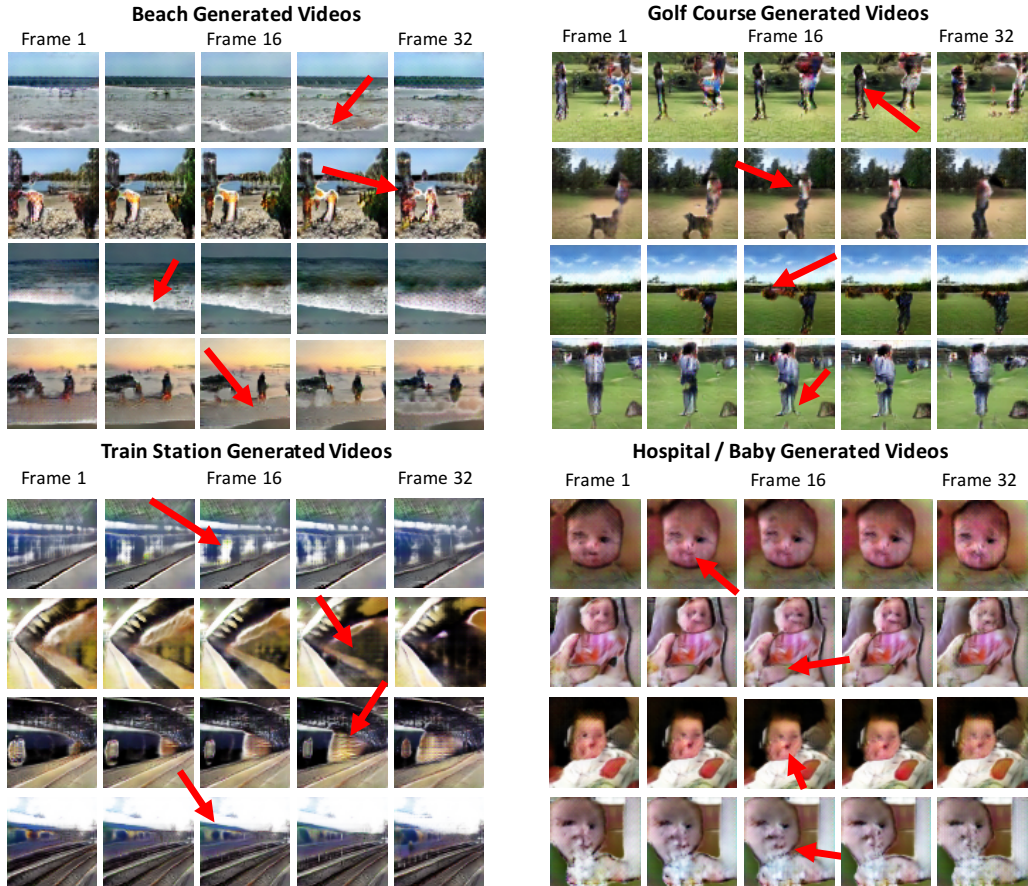 Beach Generated Videos
Frame 1 Frame 16 Frame 32
Golf Course Generated Videos
Frame 1 Frame 16 Frame 32
Train Station Generated Videos
Frame 1 Frame 16 Frame 32
Hospital / Baby Generated Videos
Frame 1 Frame 16 Frame 32